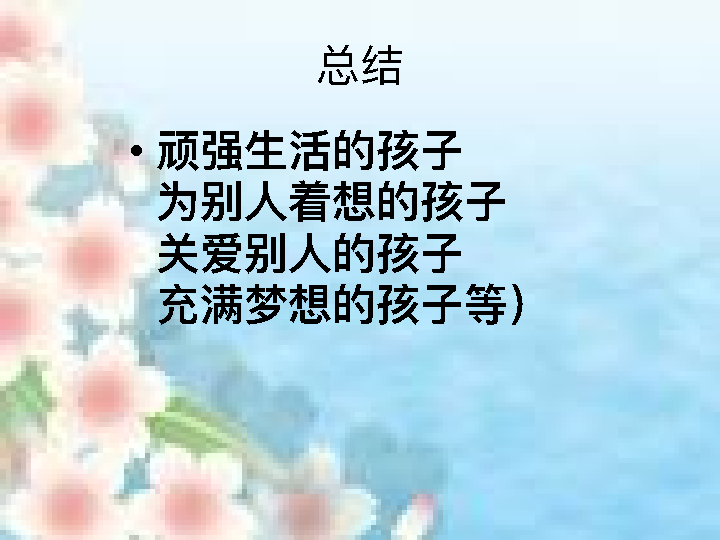 总结
• 顽强生活的孩子
为别人着想的孩子
关爱别人的孩子
充满梦想的孩子等）